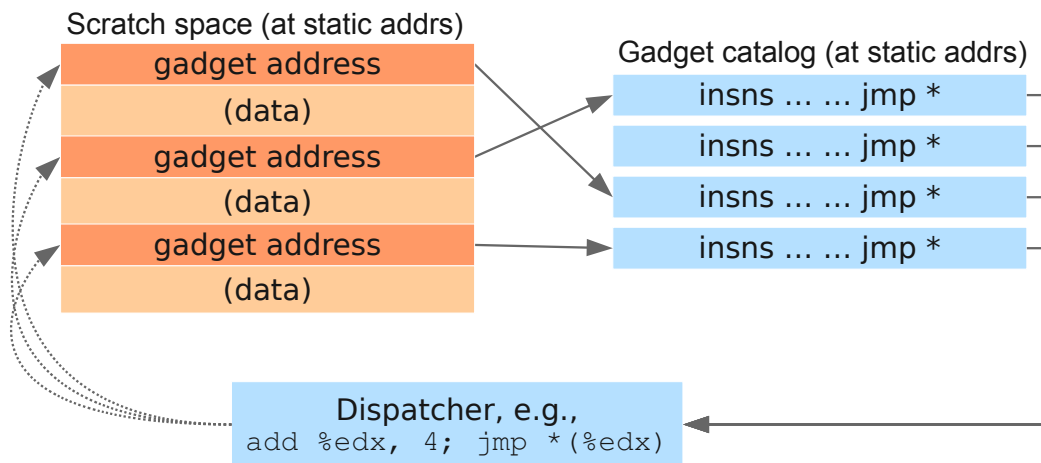 Scratch space (at static addrs)
gadget address
(data)
gadget address
(data)
gadget address
(data)
Gadget catalog (at static addrs)
insns ... ... jmp *
insns ... ... jmp *
insns ... ... jmp *
insns ... ... jmp *
Dispatcher, e.g.,
add %edx, 4; jmp *(%edx)